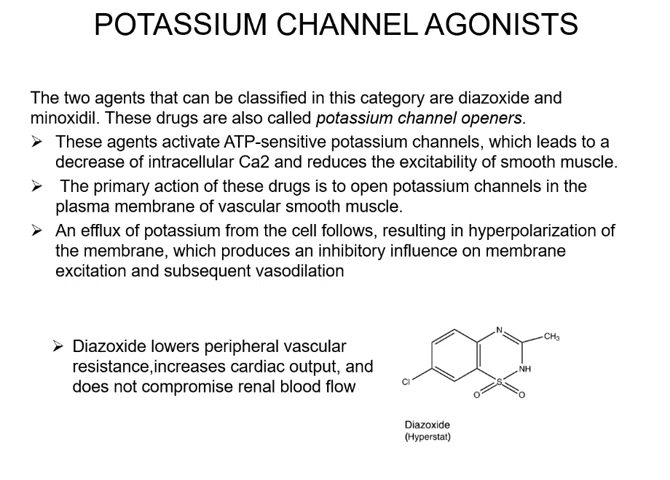 POTASSIUM CHANNEL AGONISTS
The two agents that can be classified in this category are diazoxide and
minoxidil. These drugs are also called potassium channel openers.
➢ These agents activate ATP-sensitive potassium channels, which leads to a
decrease of intracellular Ca2 and reduces the excitability of smooth muscle.
➢ The primary action of these drugs is to open potassium channels in the
plasma membrane of vascular smooth muscle.
➢ An efflux of potassium from the cell follows, resulting in hyperpolarization of
the membrane, which produces an inhibitory influence on membrane
excitation and subsequent vasodilation
➢ Diazoxide lowers peripheral vascular
resistance,increases cardiac output, and
does not compromise renal blood flow
N
CH₃
NH
Cl
S
O
O
Diazoxide
(Hyperstat)